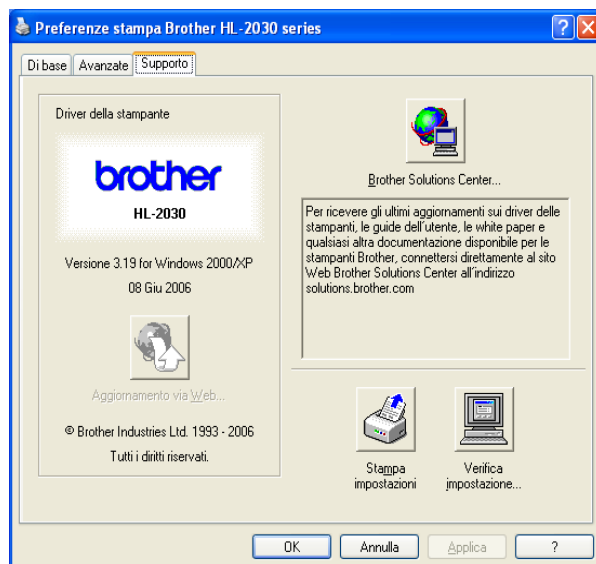 Preferenze stampa Brother HL-2030 series
Di base
Avanzate
Supporto
Driver della stampante
brother
HL-2030
Versione 3.19 for Windows 2000/XP
08 Giu 2006
Aggiornamento via Web...
© Brother Industries Ltd. 1993 - 2006
Tutti i diritti riservati.
Brother Solutions Center...
Per ricevere gli ultimi aggiornamenti sui driver delle
stampanti, le guide dell'utente, le white paper e
qualsiasi altra documentazione disponibile per le
stampanti Brother, connettersi direttamente al sito
Web Brother Solutions Center all'indirizzo
solutions.brother.com
Stampa
impostazioni
Verifica
impostazione...
OK
Annulla
Applica
?